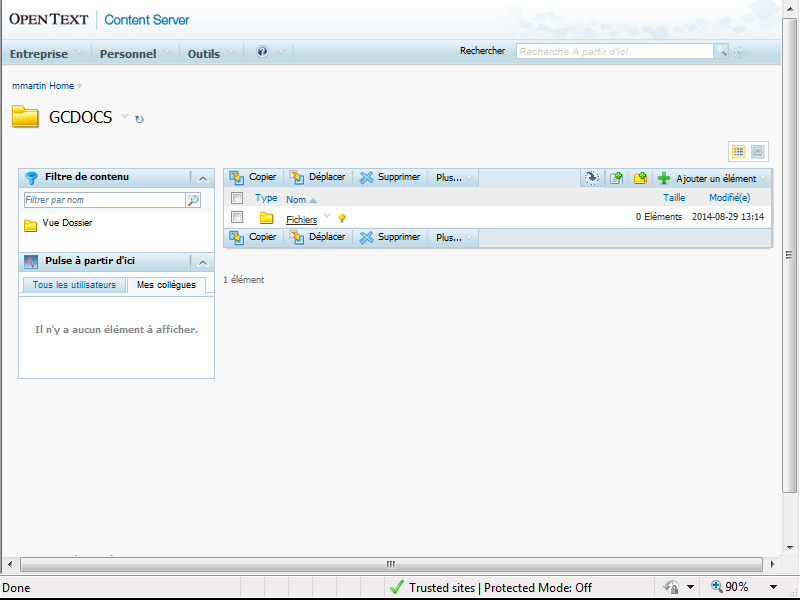 OPENTEXT Content Server
Entreprise Personnel Outils
Rechercher Recherche A partir d'ici
mmartin Home
GCDOCS
Filtre de contenu
Filtrer par nom
Vue Dossier
Pulse à partir d'ici
Tous les utilisateurs Mes collègues
Il n'y a aucun élément à afficher.
Copier Déplacer Supprimer Plus... Ajouter un élément
Type Nom Taille Modifié(e)
Fichiers 0 Eléments 2014-08-29 13:14
Copier Déplacer Supprimer Plus...
1 élément
Done Trusted sites | Protected Mode: Off 90%